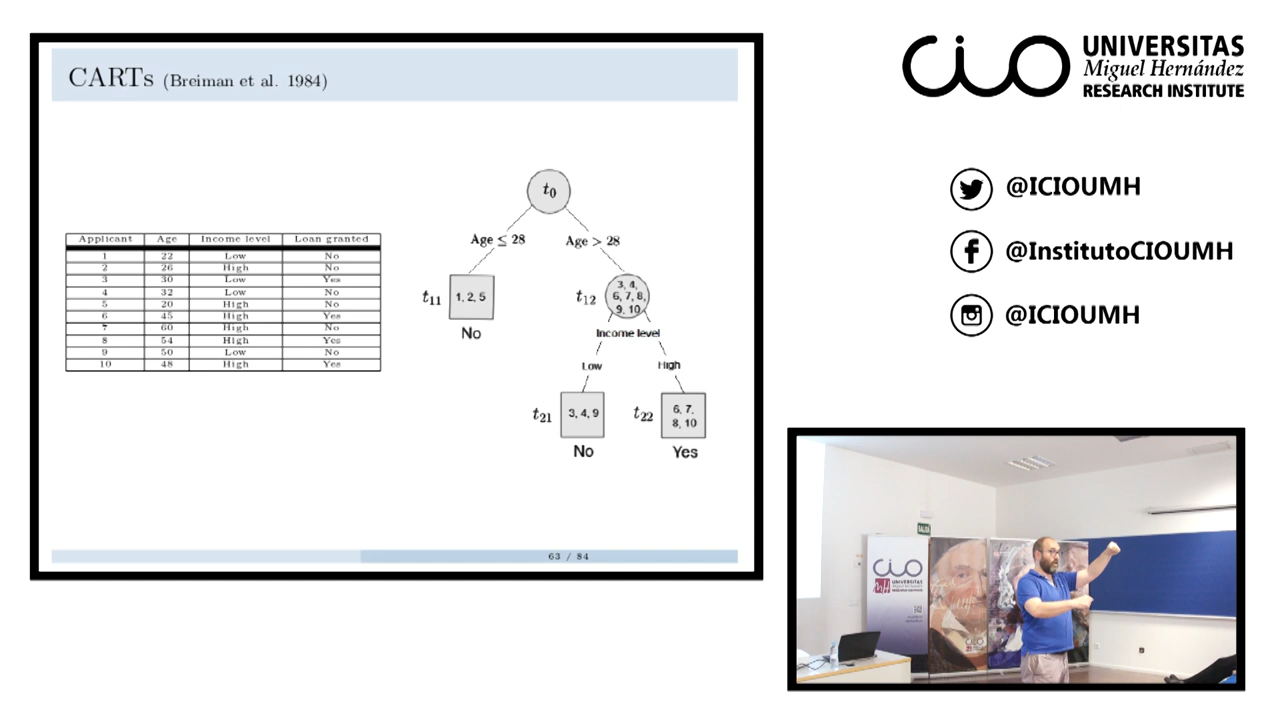 CARTs (Breiman et al. 1984)
Applicant Age Income level Loan granted
1 22 Low No
2 26 High No
3 30 Low Yes
4 32 Low No
5 20 High No
6 45 High Yes
7 60 High No
8 54 High Yes
9 50 Low No
10 48 High Yes
t0
Age ≤ 28 Age > 28
t11 1, 2, 5
No
t12 3, 4,
6, 7, 8,
9, 10
Income level
Low High
t21 3, 4, 9
No
t22 6, 7,
8, 10
Yes
63 / 84
cio
UNIVERSITAS
Miguel Hernández
RESEARCH INSTITUTE
@ICIOUMH
@InstitutoCIOUMH
@ICIOUMH
SALIDA
cio
UNIVERSITAS